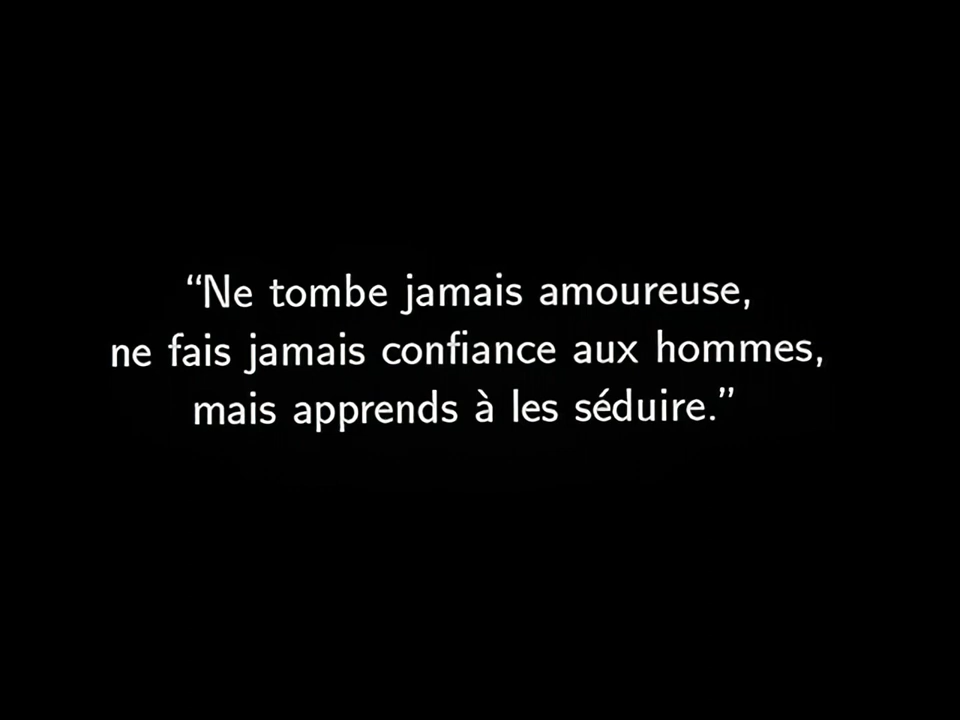 “Ne tombe jamais amoureuse,
ne fais jamais confiance aux hommes,
mais apprends à les séduire.”